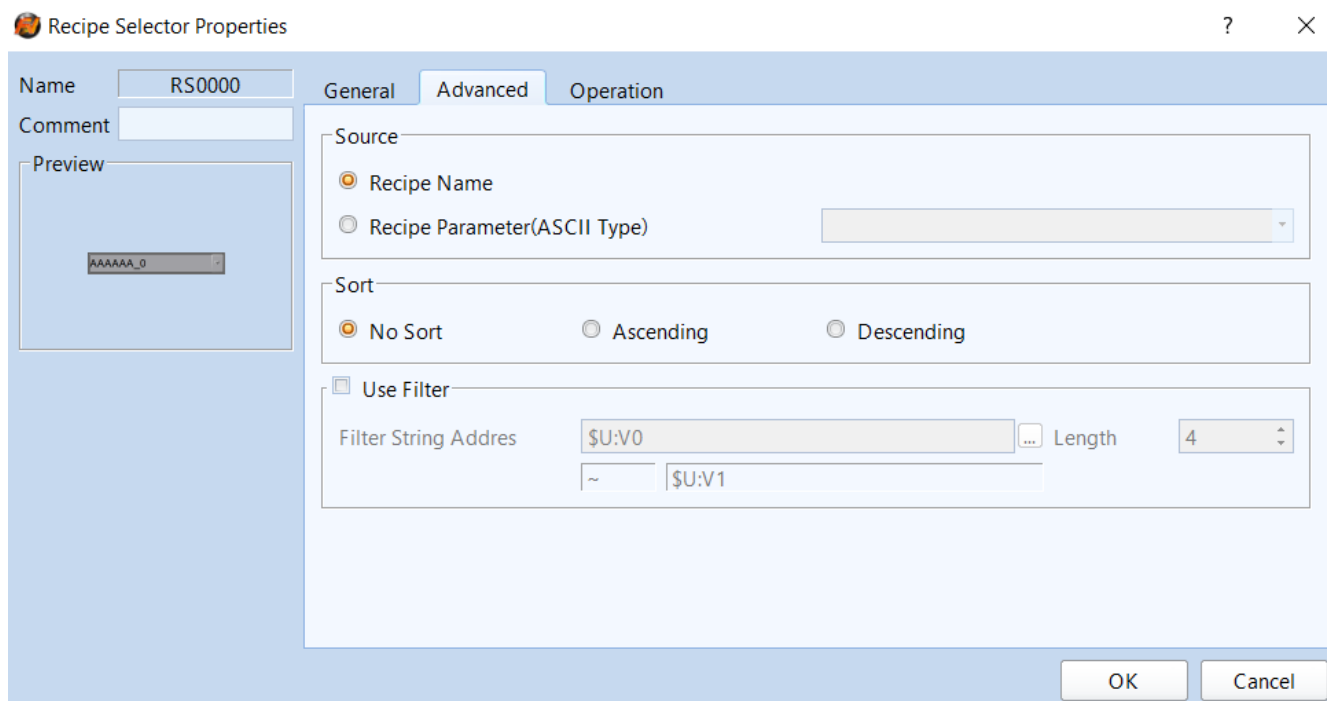 Recipe Selector Properties
?
Name RS0000
Comment
Preview
AAAAAA_0
General Advanced Operation
Source
Recipe Name
Recipe Parameter(ASCII Type)
Sort
No Sort Ascending Descending
Use Filter
Filter String Addres $U:V0 ... Length 4
~ $U:V1
OK Cancel